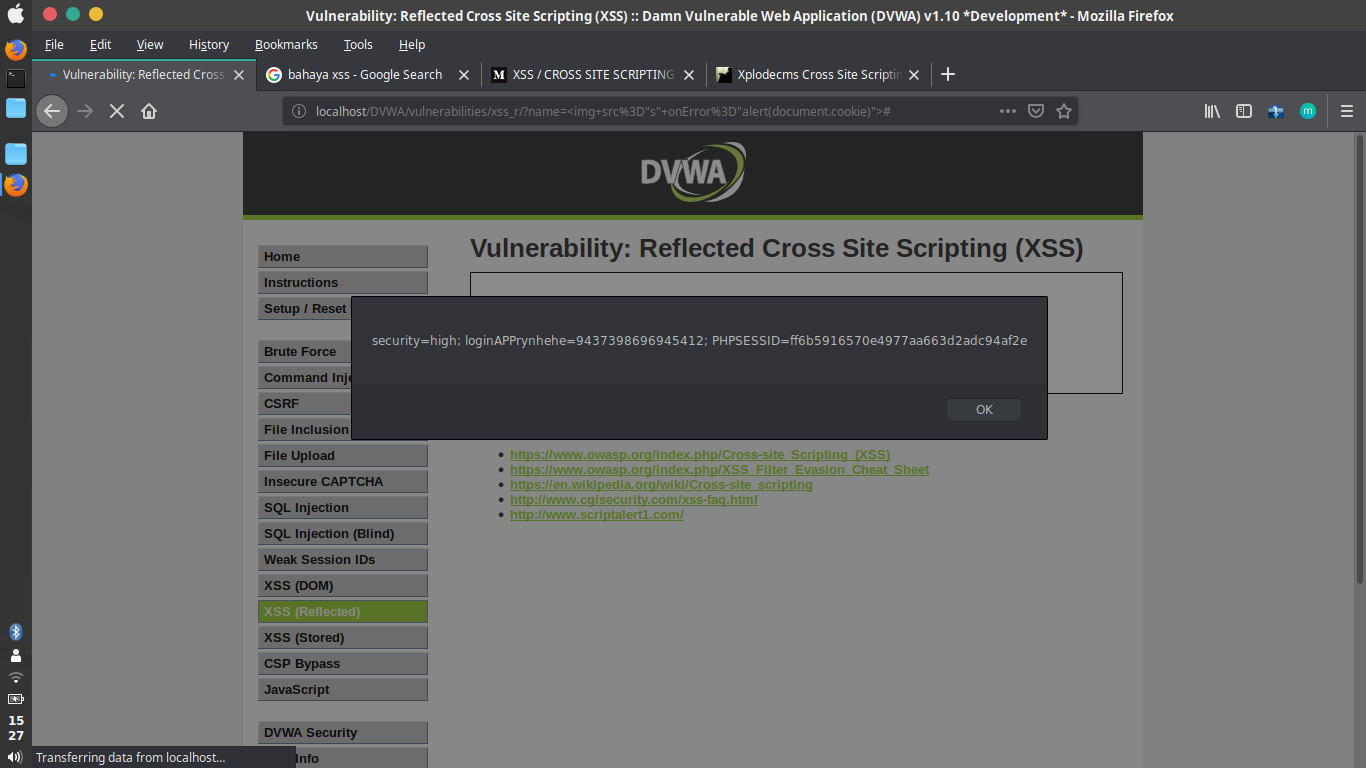 Vulnerability: Reflected Cross Site Scripting (XSS) :: Damn Vulnerable Web Application (DVWA) v1.10 *Development* - Mozilla Firefox
File Edit View History Bookmarks Tools Help
Vulnerability: Reflected Cross
bahaya xss - Google Search
M XSS / CROSS SITE SCRIPTING
Xplodecms Cross Site Scriptin
localhost/DVWA/vulnerabilities/xss_r/?name=<img+src%3D"s"+onError%3D"alert(document.cookie)">#
m
DVWA
Vulnerability: Reflected Cross Site Scripting (XSS)
Home
Instructions
Setup / Reset
Brute Force
Command Inje
CSRF
File Inclusion
File Upload
Insecure CAPTCHA
SQL Injection
SQL Injection (Blind)
Weak Session IDs
XSS (DOM)
XSS (Reflected)
XSS (Stored)
CSP Bypass
JavaScript
DVWA Security
Info
security=high; loginAPPrynhehe=9437398696945412; PHPSESSID=ff6b5916570e4977aa663d2adc94af2e
OK
https://www.owasp.org/index.php/Cross-site_Scripting_(XSS)
https://www.owasp.org/index.php/XSS_Filter_Evasion_Cheat_Sheet
https://en.wikipedia.org/wiki/Cross-site_scripting
http://www.cgisecurity.com/xss-faq.html
http://www.scriptalert1.com/
15
27
Transferring data from localhost...